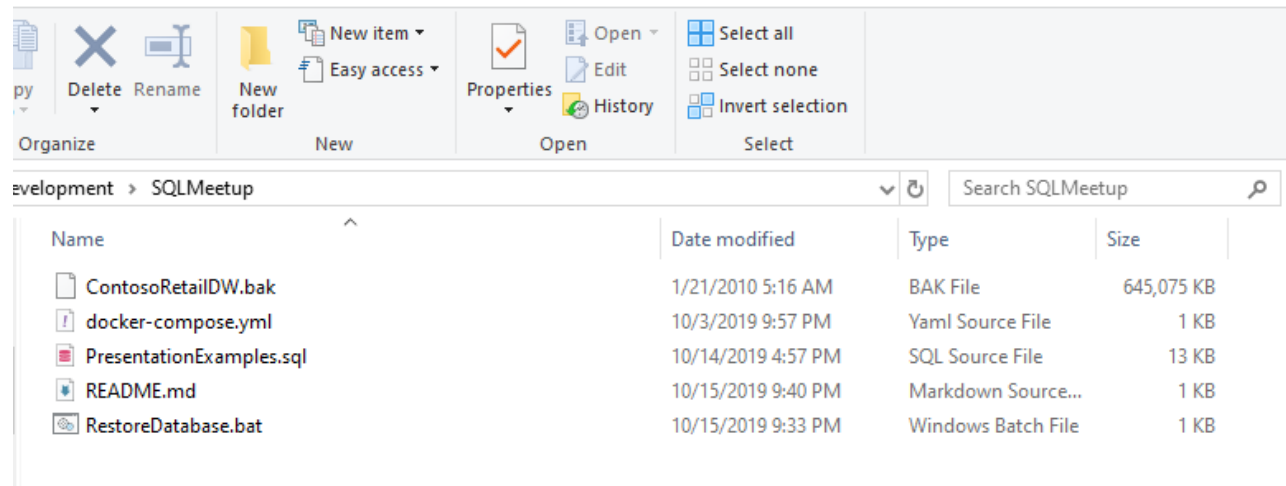 New item
Open
Select all
Easy access
Edit
Select none
py
Delete
Rename
New
folder
Properties
History
Invert selection
Organize
New
Open
Select
evelopment > SQLMeetup
Search SQLMeetup
Name Date modified Type Size
ContosoRetailDW.bak 1/21/2010 5:16 AM BAK File 645,075 KB
docker-compose.yml 10/3/2019 9:57 PM Yaml Source File 1 KB
PresentationExamples.sql 10/14/2019 4:57 PM SQL Source File 13 KB
README.md 10/15/2019 9:40 PM Markdown Source... 1 KB
RestoreDatabase.bat 10/15/2019 9:33 PM Windows Batch File 1 KB